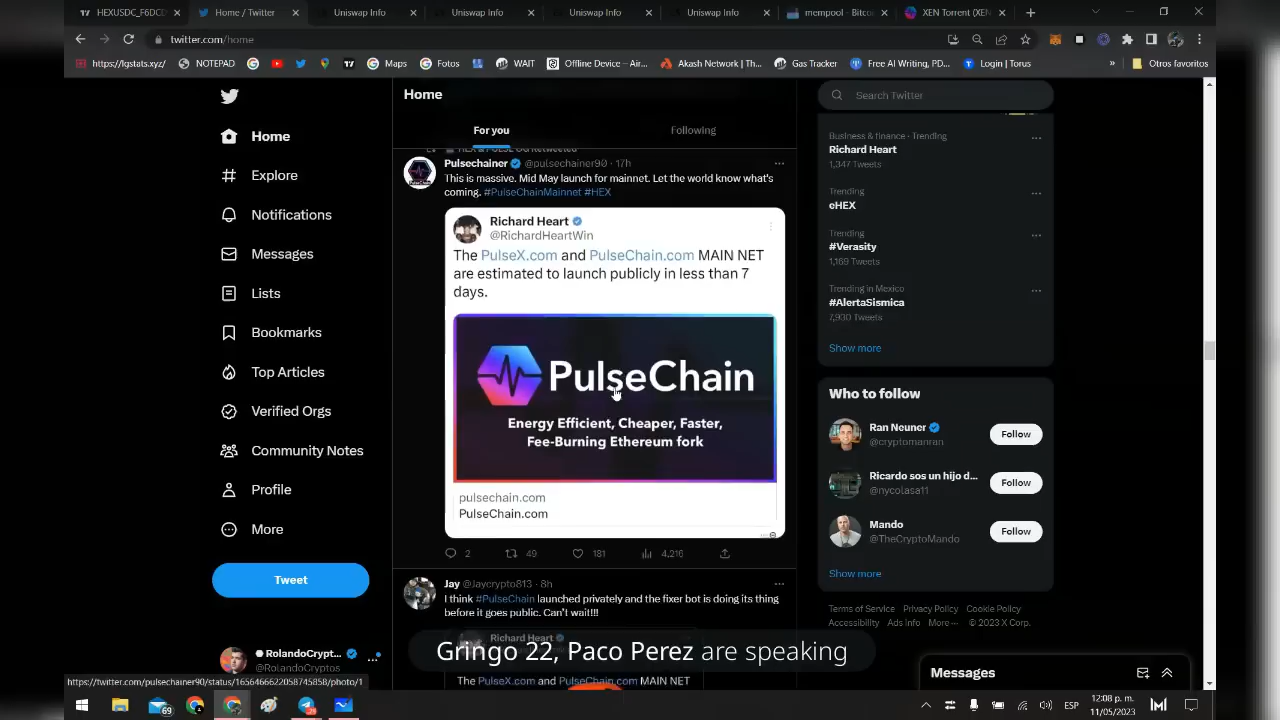 HEXUSDC_F6DCD
Home / Twitter
Uniswap Info
Uniswap Info
Uniswap Info
Uniswap Info
mempool - Bitco
XEN Torrent (XEN
twitter.com/home
https://lgstats.xyz/
NOTEPAD
Maps
Fotos
WAIT
Offline Device – Air...
Akash Network | Th...
Gas Tracker
Free AI Writing, PD...
Login | Torus
»
Otros favoritos
Home
Explore
Notifications
Messages
Lists
Bookmarks
Top Articles
Verified Orgs
Community Notes
Profile
More
Tweet
RolandoCrypt...
@RolandoCryptos
Home
For you
Following
HEX & PULSE OG Retweeted
Pulsechainer @pulsechainer90 · 17h
This is massive. Mid May launch for mainnet. Let the world know what's
coming. #PulseChainMainnet #HEX
Richard Heart
@RichardHeartWin
The PulseX.com and PulseChain.com MAIN NET
are estimated to launch publicly in less than 7
days.
PulseChain
Energy Efficient, Cheaper, Faster,
Fee-Burning Ethereum fork
pulsechain.com
PulseChain.com
2
49
181
4,216
Jay @Jaycrypto813 · 8h
I think #PulseChain launched privately and the fixer bot is doing its thing
before it goes public. Can't wait!!!
Richard Heart
Gringo 22, Paco Perez are speaking
The PulseX.com and PulseChain.com MAIN NET
Search Twitter
Business & finance · Trending
Richard Heart
1,347 Tweets
Trending
eHEX
Trending
#Verasity
1,169 Tweets
Trending in Mexico
#AlertaSismica
7,930 Tweets
Show more
Who to follow
Ran Neuner
@cryptomanran
Follow
Ricardo sos un hijo d...
@nycolasa11
Follow
Mando
@TheCryptoMando
Follow
Show more
Terms of Service Privacy Policy Cookie Policy
Accessibility Ads Info More ··· © 2023 X Corp.
Messages
https://twitter.com/pulsechainer90/status/1656466622058745858/photo/1
69
ESP
12:08 p. m.
11/05/2023